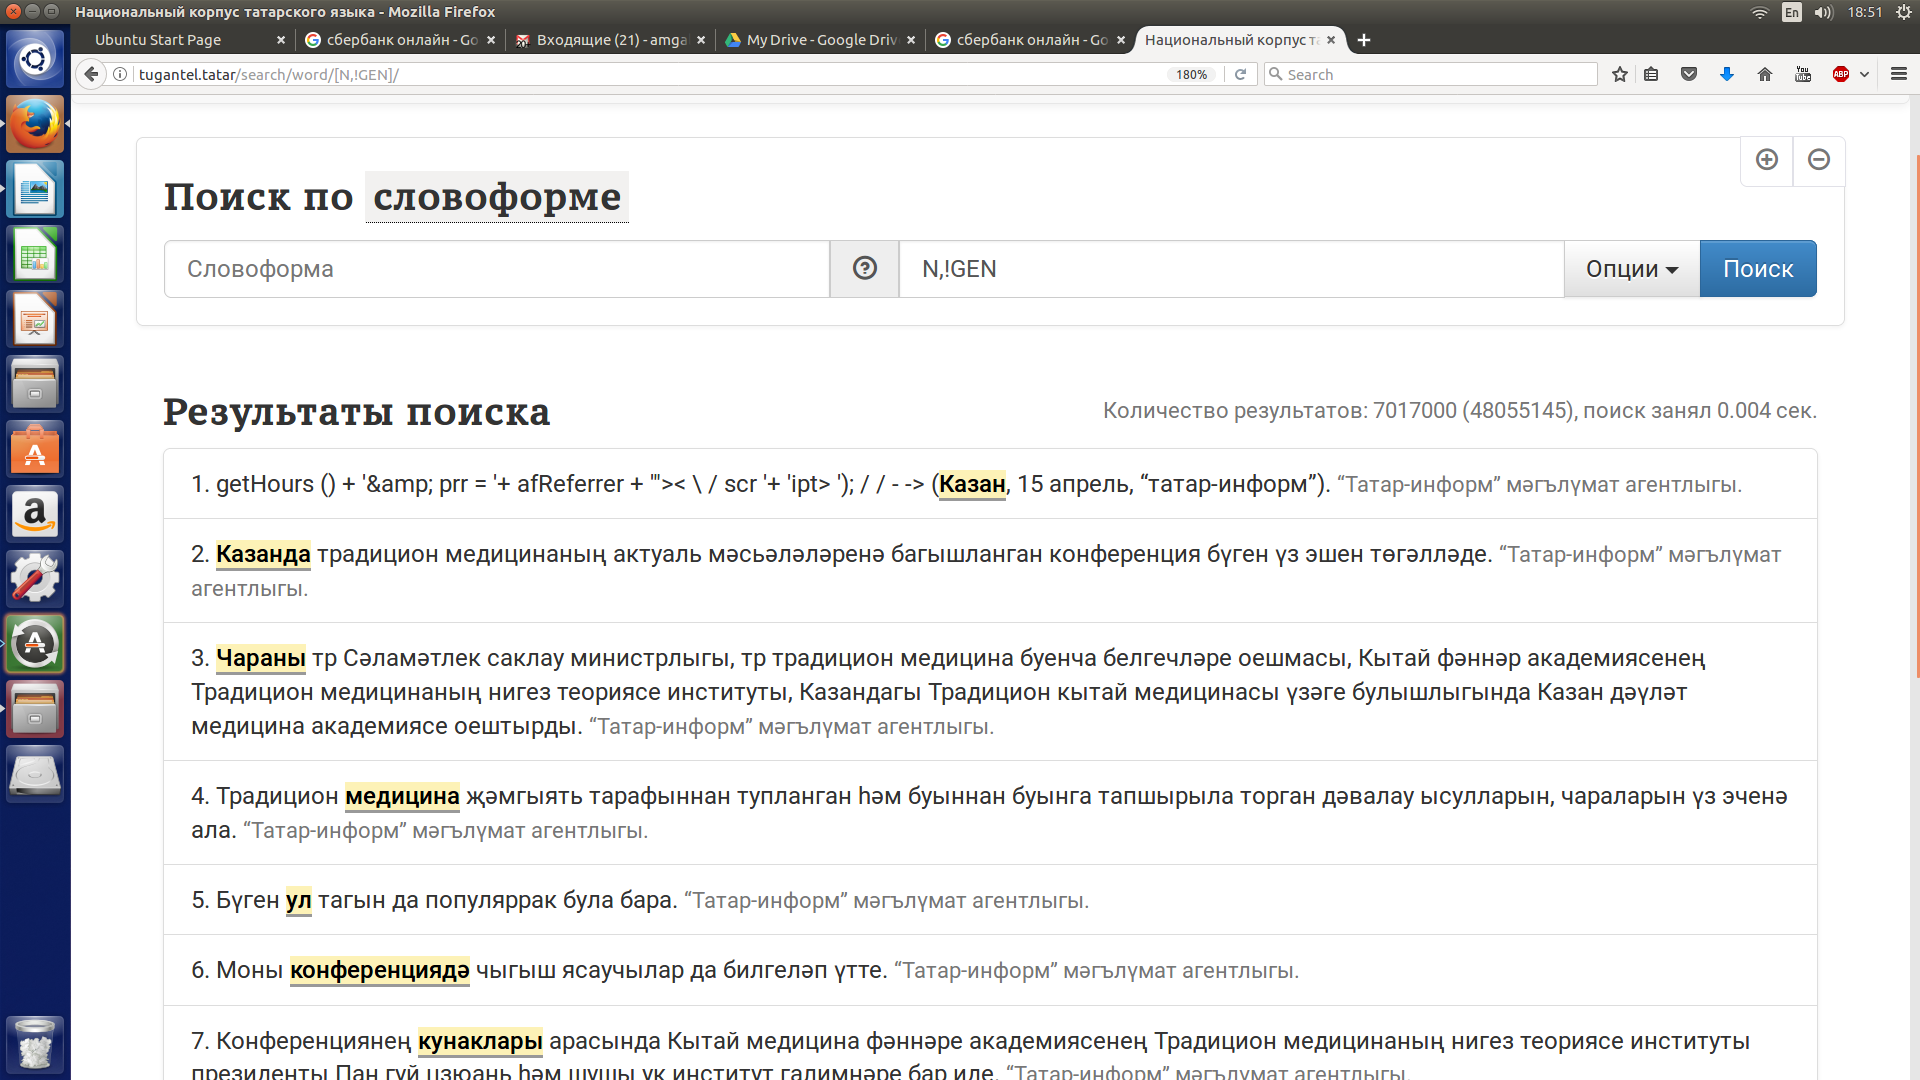 Национальный корпус татарского языка - Mozilla Firefox
En
18:51
Ubuntu Start Page
сбербанк онлайн - Go
Входящие (21) - amga
My Drive - Google Driv
сбербанк онлайн - Go
Национальный корпус та
tugantel.tatar/search/word/[N,!GEN]/
180%
Search
You Tube
ABP
Поиск по словоформе
Словоформа
N,!GEN
Опции
Поиск
Результаты поиска
Количество результатов: 7017000 (48055145), поиск занял 0.004 сек.
1. getHours () + '&amp; prr = '+ afReferrer + '"'>< \ / scr '+ 'ipt> '); / / - -> (Казан, 15 апрель, “татар-информ”). “Татар-информ” мәгълүмат агентлыгы.
2. Казанда традицион медицинаның актуаль мәсьәләләренә багышланган конференция бүген үз эшен төгәлләде. “Татар-информ” мәгълүмат
агентлыгы.
3. Чараны тр Сәламәтлек саклау министрлыгы, тр традицион медицина буенча белгечләре оешмасы, Кытай фәннәр академиясенең
Традицион медицинаның нигез теориясе институты, Казандагы Традицион кытай медицинасы үзәге булышлыгында Казан дәүләт
медицина академиясе оештырды. “Татар-информ” мәгълүмат агентлыгы.
4. Традицион медицина җәмгыять тарафыннан тупланган һәм буыннан буынга тапшырыла торган дәвалау ысулларын, чараларын үз эченә
ала. “Татар-информ” мәгълүмат агентлыгы.
5. Бүген ул тагын да популяррак була бара. “Татар-информ” мәгълүмат агентлыгы.
6. Моны конференциядә чыгыш ясаучылар да билгеләп үтте. “Татар-информ” мәгълүмат агентлыгы.
7. Конференциянең кунаклары арасында Кытай медицина фәннәре академиясенең Традицион медицинаның нигез теориясе институты
президенты Пан гуй цзюань һәм шушы ук институт галимнәре бар иде. “Татар-информ” мәгълүмат агентлыгы.